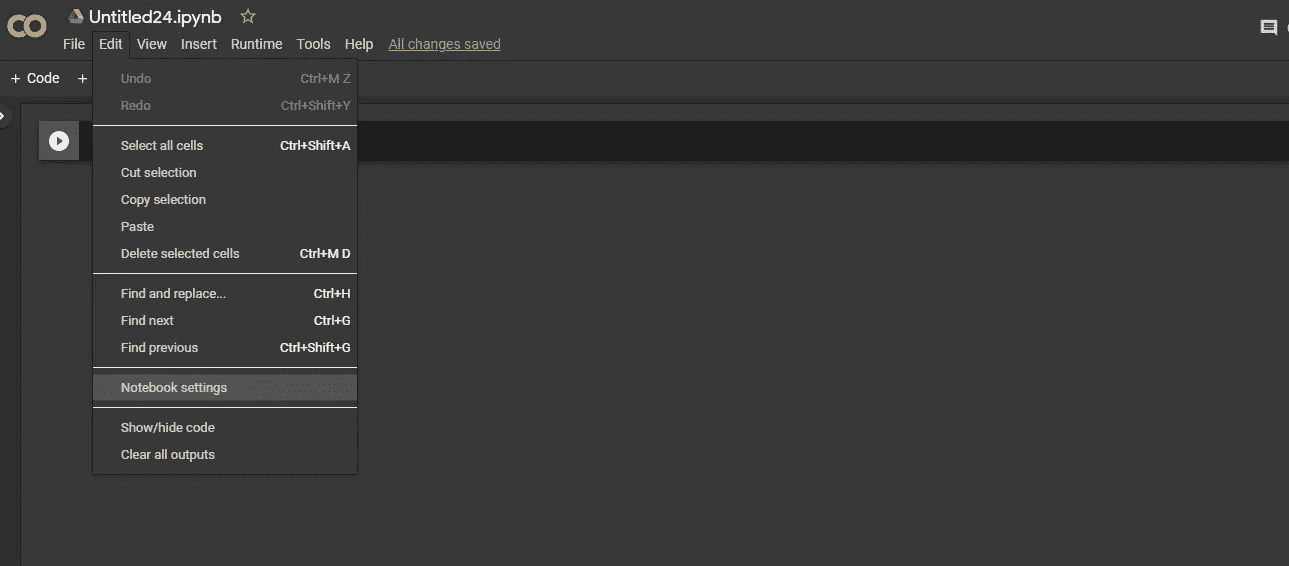 Untitled24.ipynb
File Edit View Insert Runtime Tools Help All changes saved
+ Code +
Undo Ctrl+M Z
Redo Ctrl+Shift+Y
Select all cells Ctrl+Shift+A
Cut selection
Copy selection
Paste
Delete selected cells Ctrl+M D
Find and replace... Ctrl+H
Find next Ctrl+G
Find previous Ctrl+Shift+G
Notebook settings
Show/hide code
Clear all outputs